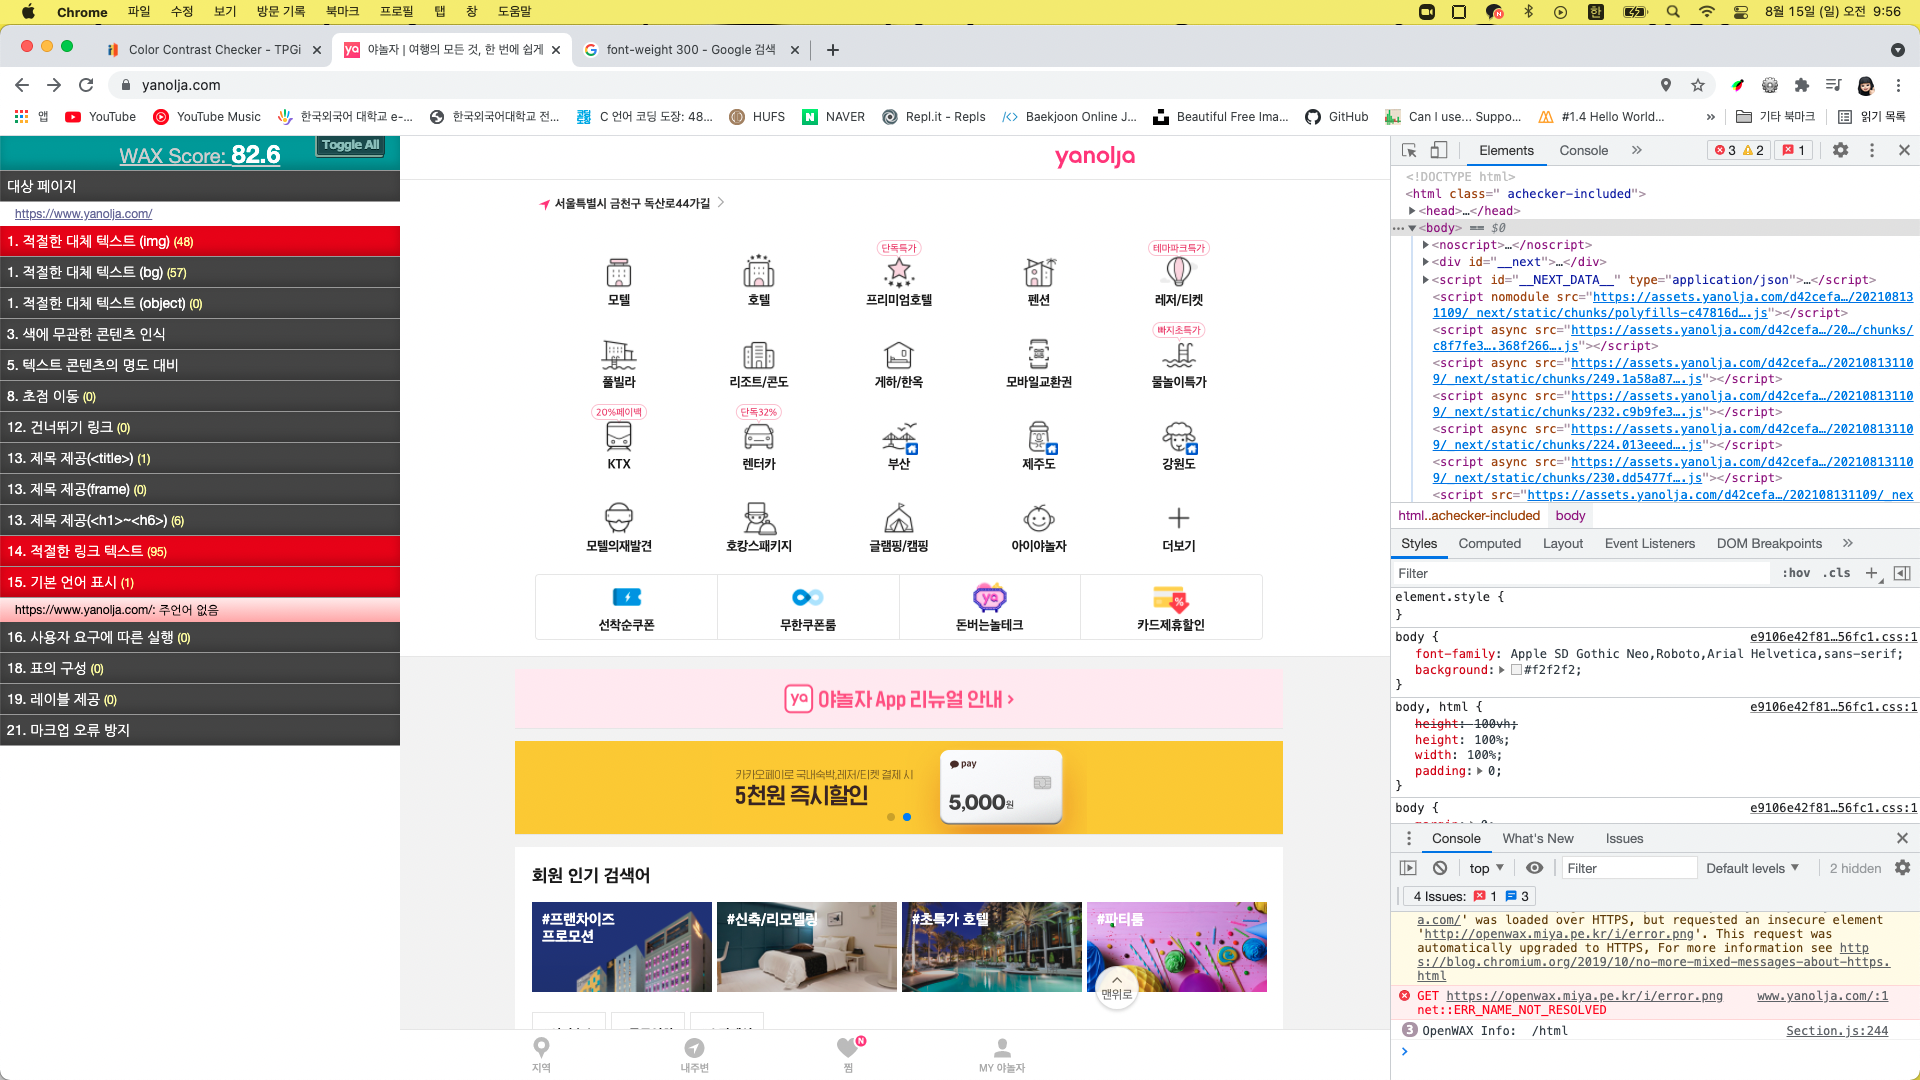 Chrome 파일 수정 보기 방문 기록 북마크 프로필 탭 창 도움말 한 8월 15일 (일) 오전 9:56
Color Contrast Checker - TPGi 야놀자 | 여행의 모든 것, 한 번에 쉽게 font-weight 300 - Google 검색
yanolja.com
앱 YouTube YouTube Music 한국외국어 대학교 e-... 한국외국어대학교 전... C 언어 코딩 도장: 48... HUFS NAVER Repl.it - Repls Baekjoon Online J... Beautiful Free Ima... GitHub Can I use... Suppo... #1.4 Hello World... » 기타 북마크 읽기 목록
WAX Score: 82.6 Toggle All
대상 페이지
https://www.yanolja.com/
1. 적절한 대체 텍스트 (img) (48)
1. 적절한 대체 텍스트 (bg) (57)
1. 적절한 대체 텍스트 (object) (0)
3. 색에 무관한 콘텐츠 인식
5. 텍스트 콘텐츠의 명도 대비
8. 초점 이동 (0)
12. 건너뛰기 링크 (0)
13. 제목 제공(<title>) (1)
13. 제목 제공(frame) (0)
13. 제목 제공(<h1>~<h6>) (6)
14. 적절한 링크 텍스트 (95)
15. 기본 언어 표시 (1)
https://www.yanolja.com/: 주언어 없음
16. 사용자 요구에 따른 실행 (0)
18. 표의 구성 (0)
19. 레이블 제공 (0)
21. 마크업 오류 방지
yanolja
서울특별시 금천구 독산로44가길
단독특가 테마파크특가
모텔 호텔 프리미엄호텔 펜션 레저/티켓
빠지초특가
풀빌라 리조트/콘도 게하/한옥 모바일교환권 물놀이특가
20%페이백 단독32%
KTX 렌터카 부산 제주도 강원도
모텔의재발견 호캉스패키지 글램핑/캠핑 아이야놀자 더보기
선착순쿠폰 무한쿠폰룸 돈버는놀테크 카드제휴할인
ya 야놀자 App 리뉴얼 안내 >
카카오페이로 국내숙박,레저/티켓 결제 시
5천원 즉시할인
pay
5,000원
회원 인기 검색어
#프랜차이즈
프로모션
#신축/리모델링
#초특가 호텔
#파티룸
맨위로
지역 내주변 찜 MY 야놀자
Elements Console » 3 2 1
<!DOCTYPE html>
<html class=" achecker-included">
<head>…</head>
<body> == $0
<noscript>…</noscript>
<div id="__next">…</div>
<script id="__NEXT_DATA__" type="application/json">…</script>
<script nomodule src="https://assets.yanolja.com/d42cefa…/20210813
1109/_next/static/chunks/polyfills-c47816d….js"></script>
<script async src="https://assets.yanolja.com/d42cefa…/20…/chunks/
c8f7fe3….368f266….js"></script>
<script async src="https://assets.yanolja.com/d42cefa…/2021081311​0
9/_next/static/chunks/249.1a58a87….js"></script>
<script async src="https://assets.yanolja.com/d42cefa…/20210813110
9/_next/static/chunks/232.c9b9fe3….js"></script>
<script async src="https://assets.yanolja.com/d42cefa…/20210813110
9/_next/static/chunks/224.013eeed….js"></script>
<script async src="https://assets.yanolja.com/d42cefa…/20210813110
9/_next/static/chunks/230.dd5477f….js"></script>
<script src="https://assets.yanolja.com/d42cefa…/202108131109/_nex
html..achecker-included body
Styles Computed Layout Event Listeners DOM Breakpoints »
Filter :hov .cls +
element.style {
}
body { e9106e42f81…56fc1.css:1
font-family: Apple SD Gothic Neo,Roboto,Arial Helvetica,sans-serif;
background: #f2f2f2;
}
body, html { e9106e42f81…56fc1.css:1
height: 100vh;
height: 100%;
width: 100%;
padding: 0;
}
body { e9106e42f81…56fc1.css:1
Console What's New Issues
top Filter Default levels 2 hidden
4 Issues: 1 3
a.com/' was loaded over HTTPS, but requested an insecure element
'http://openwax.miya.pe.kr/i/error.png'. This request was
automatically upgraded to HTTPS, For more information see http
s://blog.chromium.org/2019/10/no-more-mixed-messages-about-https.
html
GET https://openwax.miya.pe.kr/i/error.png www.yanolja.com/:1
net::ERR_NAME_NOT_RESOLVED
3 OpenWAX Info: /html Section.js:244